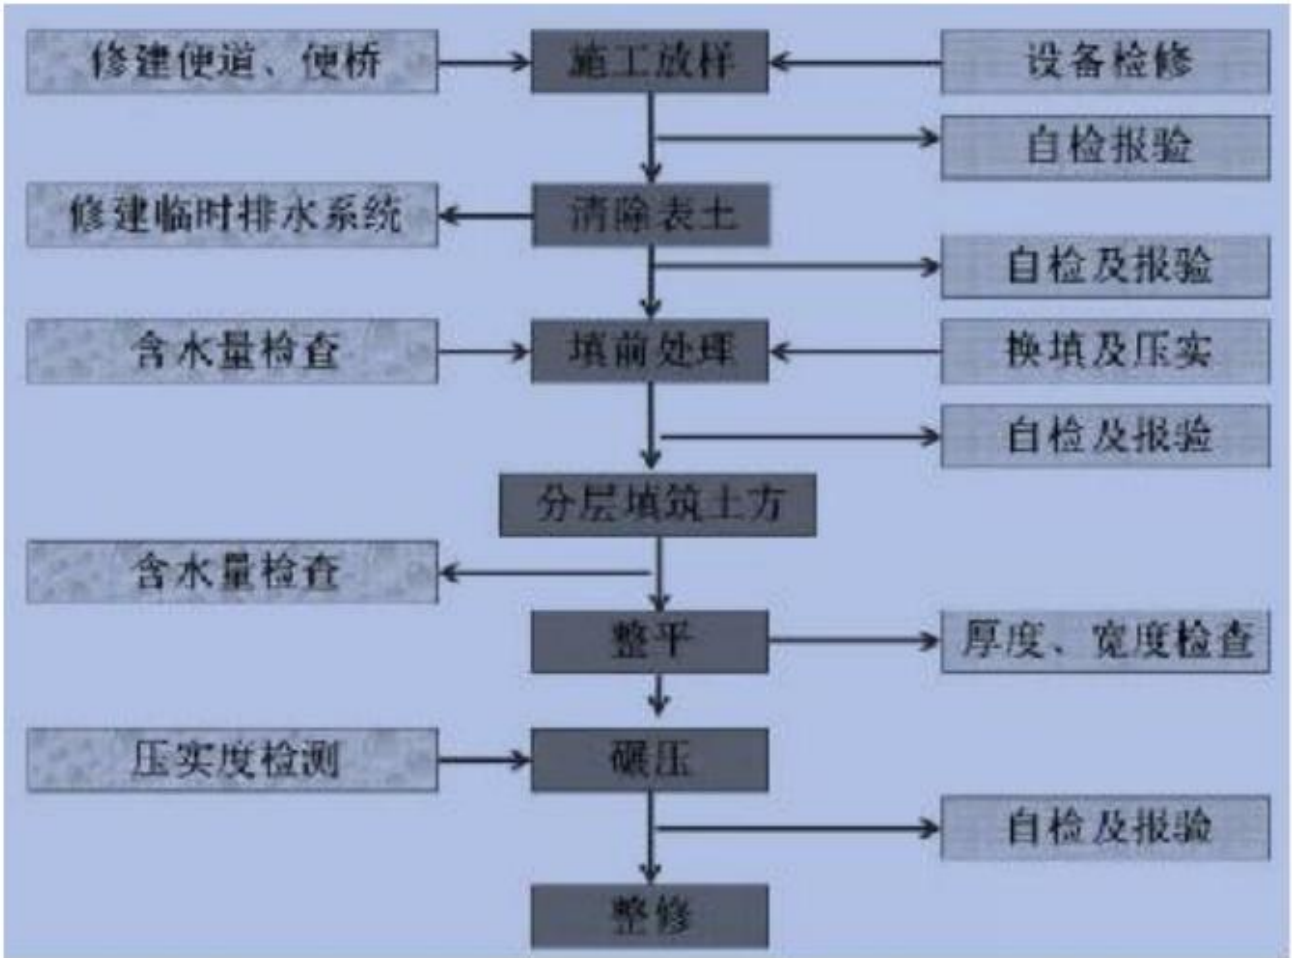 修建便道、便桥
施工放样
设备检修
自检报验
修建临时排水系统
清除表土
自检及报验
含水量检查
填前处理
换填及压实
自检及报验
分层填筑土方
含水量检查
整平
厚度、宽度检查
压实度检测
碾压
自检及报验
整修